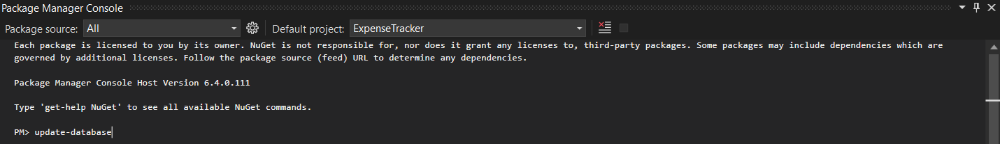 Package Manager Console
Package source: All Default project: ExpenseTracker
Each package is licensed to you by its owner. NuGet is not responsible for, nor does it grant any licenses to, third-party packages. Some packages may include dependencies which are
governed by additional licenses. Follow the package source (feed) URL to determine any dependencies.
Package Manager Console Host Version 6.4.0.111
Type 'get-help NuGet' to see all available NuGet commands.
PM> update-database